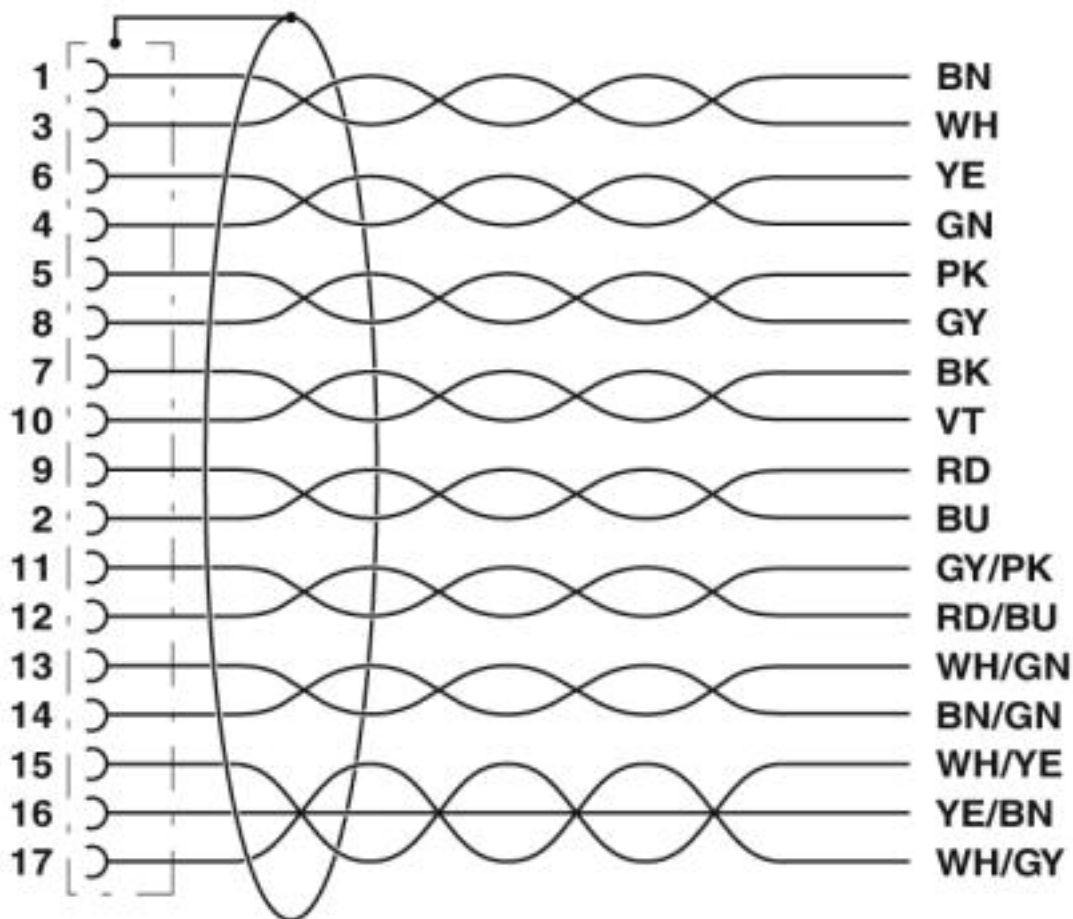 1 BN
3 WH
6 YE
4 GN
5 PK
8 GY
7 BK
10 VT
9 RD
2 BU
11 GY/PK
12 RD/BU
13 WH/GN
14 BN/GN
15 WH/YE
16 YE/BN
17 WH/GY